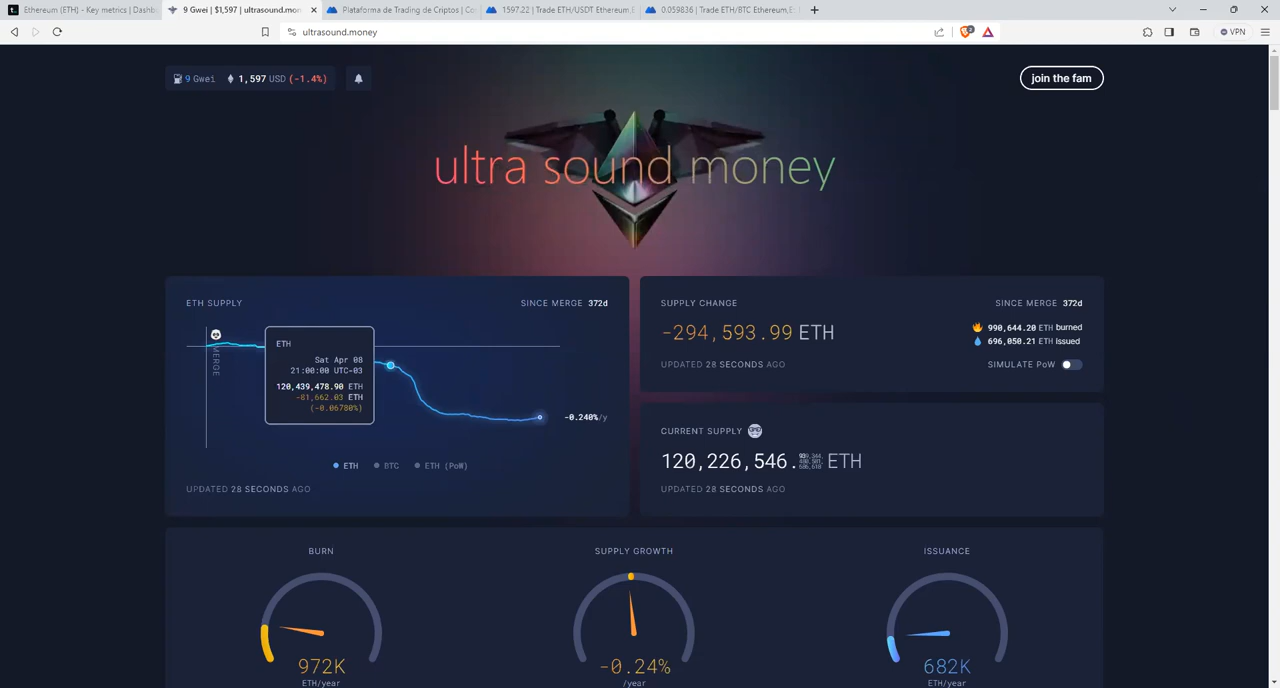 Ethereum (ETH) - Key metrics | Dashb
9 Gwei | $1,597 | ultrasound.mon
Plataforma de Trading de Criptos | Co
1597.22 | Trade ETH/USDT Ethereum,E
0.059836 | Trade ETH/BTC Ethereum,E
ultrasound.money
2
VPN
9 Gwei 1,597 USD (-1.4%)
join the fam
ultra sound money
ETH SUPPLY
SINCE MERGE 372d
MERGE
ETH
Sat Apr 08
21:00:00 UTC-03
120,439,478.90 ETH
-81,662.03 ETH
(-0.06780%)
-0.240%/y
ETH BTC ETH (PoW)
UPDATED 28 SECONDS AGO
SUPPLY CHANGE
SINCE MERGE 372d
-294,593.99 ETH
990,644.20 ETH burned
696,050.21 ETH issued
UPDATED 28 SECONDS AGO
SIMULATE PoW
CURRENT SUPPLY
120,226,546. ETH
UPDATED 28 SECONDS AGO
BURN
972K
ETH/year
SUPPLY GROWTH
-0.24%
/year
ISSUANCE
682K
ETH/year